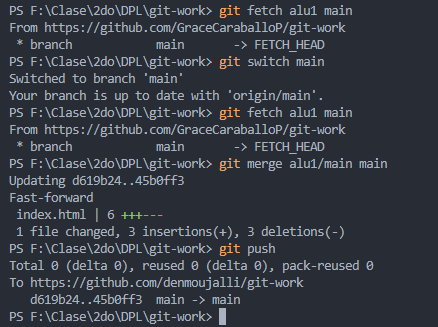 PS F:\Clase\2do\DPL\git-work> git fetch alu1 main
From https://github.com/GraceCaraballoP/git-work
 * branch            main       -> FETCH_HEAD
PS F:\Clase\2do\DPL\git-work> git switch main
Switched to branch 'main'
Your branch is up to date with 'origin/main'.
PS F:\Clase\2do\DPL\git-work> git fetch alu1 main
From https://github.com/GraceCaraballoP/git-work
 * branch            main       -> FETCH_HEAD
PS F:\Clase\2do\DPL\git-work> git merge alu1/main main
Updating d619b24..45b0ff3
Fast-forward
 index.html | 6 +++---
 1 file changed, 3 insertions(+), 3 deletions(-)
PS F:\Clase\2do\DPL\git-work> git push
Total 0 (delta 0), reused 0 (delta 0), pack-reused 0
To https://github.com/denmoujalli/git-work
   d619b24..45b0ff3  main -> main
PS F:\Clase\2do\DPL\git-work>